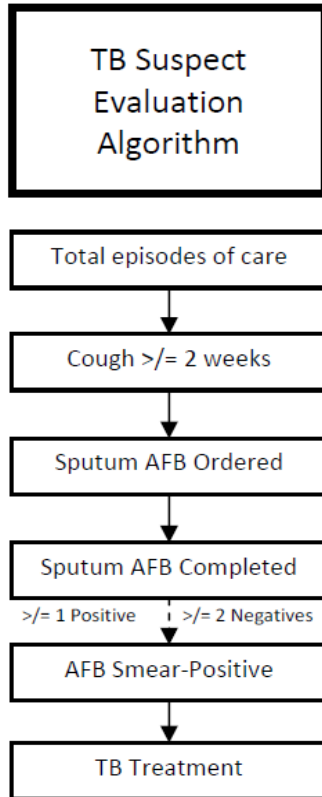 TB Suspect
Evaluation
Algorithm
Total episodes of care
Cough >/= 2 weeks
Sputum AFB Ordered
Sputum AFB Completed
>/= 1 Positive >/= 2 Negatives
AFB Smear-Positive
TB Treatment